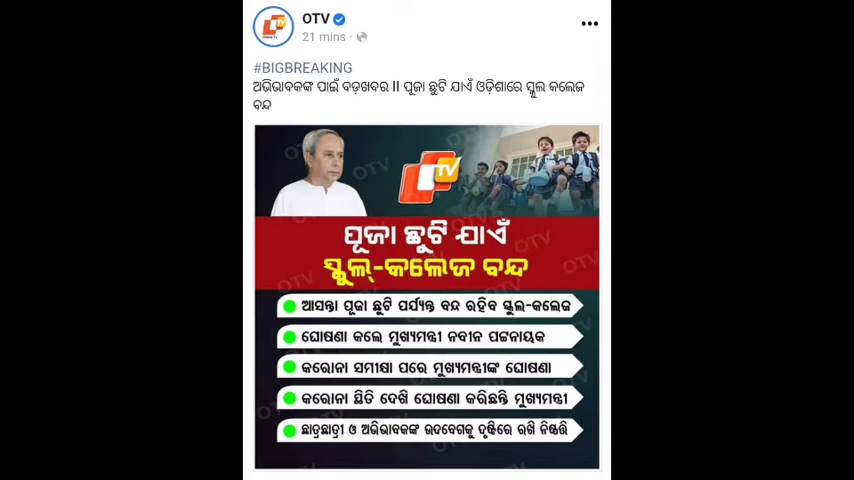 OTV
21 mins ·
#BIGBREAKING
ଅଭିଭାବକଙ୍କ ପାଇଁ ବଡ଼ଖବର || ପୂଜା ଛୁଟି ଯାଏଁ ଓଡ଼ିଶାରେ ସ୍କୁଲ କଲେଜ
ବନ୍ଦ
OTV
ପୂଜା ଛୁଟି ଯାଏଁ
ସ୍କୁଲ୍-କଲେଜ ବନ୍ଦ
ଆସନ୍ତା ପୂଜା ଛୁଟି ପର୍ଯ୍ୟନ୍ତ ବନ୍ଦ ରହିବ ସ୍କୁଲ-କଲେଜ
ଘୋଷଣା କଲେ ମୁଖ୍ୟମନ୍ତ୍ରୀ ନବୀନ ପଟ୍ଟନାୟକ
କରୋନା ସମୀକ୍ଷା ପରେ ମୁଖ୍ୟମନ୍ତ୍ରୀଙ୍କ ଘୋଷଣା
କରୋନା ସ୍ଥିତି ଦେଖି ଘୋଷଣା କରିଛନ୍ତି ମୁଖ୍ୟମନ୍ତ୍ରୀ
ଛାତ୍ରଛାତ୍ରୀ ଓ ଅଭିଭାବକଙ୍କ ଉଦବେଗକୁ ଦୃଷ୍ଟିରେ ରଖି ନିଷ୍ପତ୍ତି